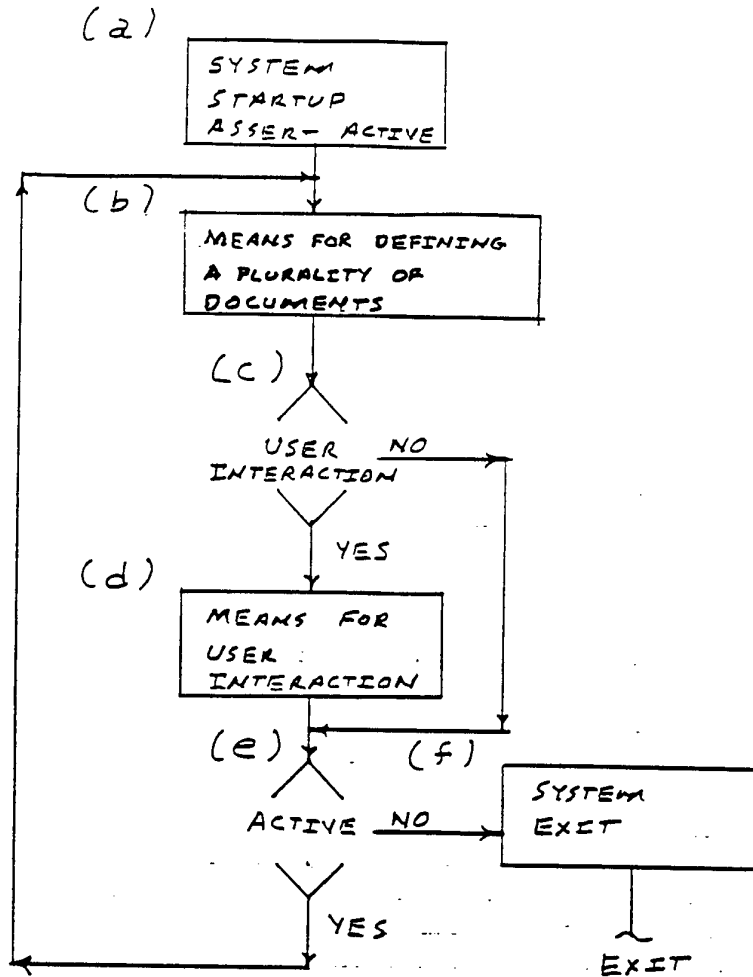 (a)
SYSTEM
STARTUP
ASSER- ACTIVE
(b)
MEANS FOR DEFINING
A PLURALITY OF
DOCUMENTS
(c)
USER NO
INTERACTION
YES
(d)
MEANS FOR
USER
INTERACTION
(e)
(f)
SYSTEM
EXIT
ACTIVE NO
YES
EXIT